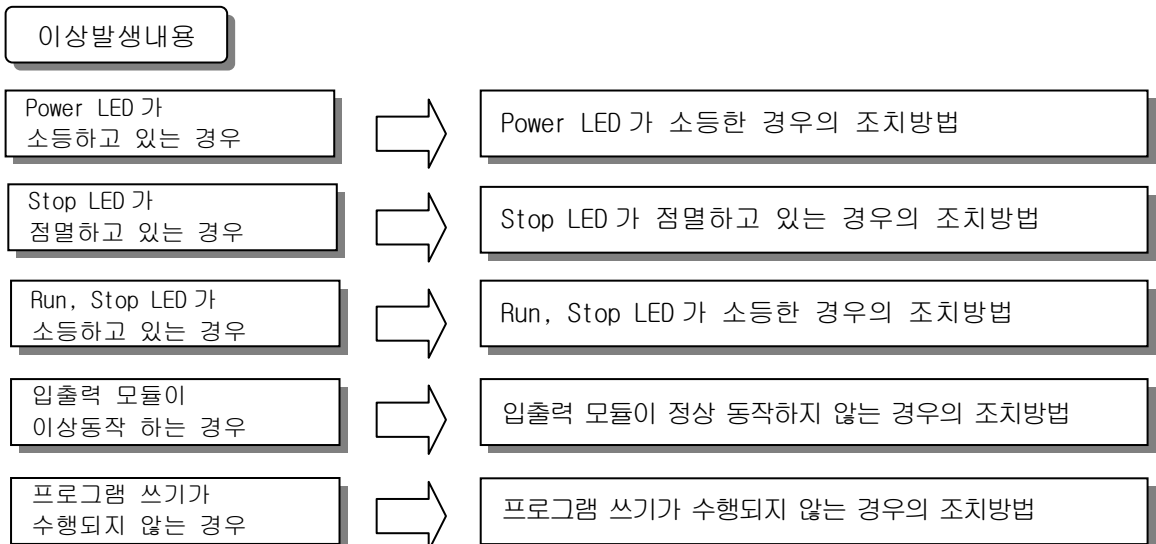 이상발생내용
Power LED 가
소등하고 있는 경우
Power LED 가 소등한 경우의 조치방법
Stop LED 가
점멸하고 있는 경우
Stop LED 가 점멸하고 있는 경우의 조치방법
Run, Stop LED 가
소등하고 있는 경우
Run, Stop LED 가 소등한 경우의 조치방법
입출력 모듈이
이상동작 하는 경우
입출력 모듈이 정상 동작하지 않는 경우의 조치방법
프로그램 쓰기가
수행되지 않는 경우
프로그램 쓰기가 수행되지 않는 경우의 조치방법